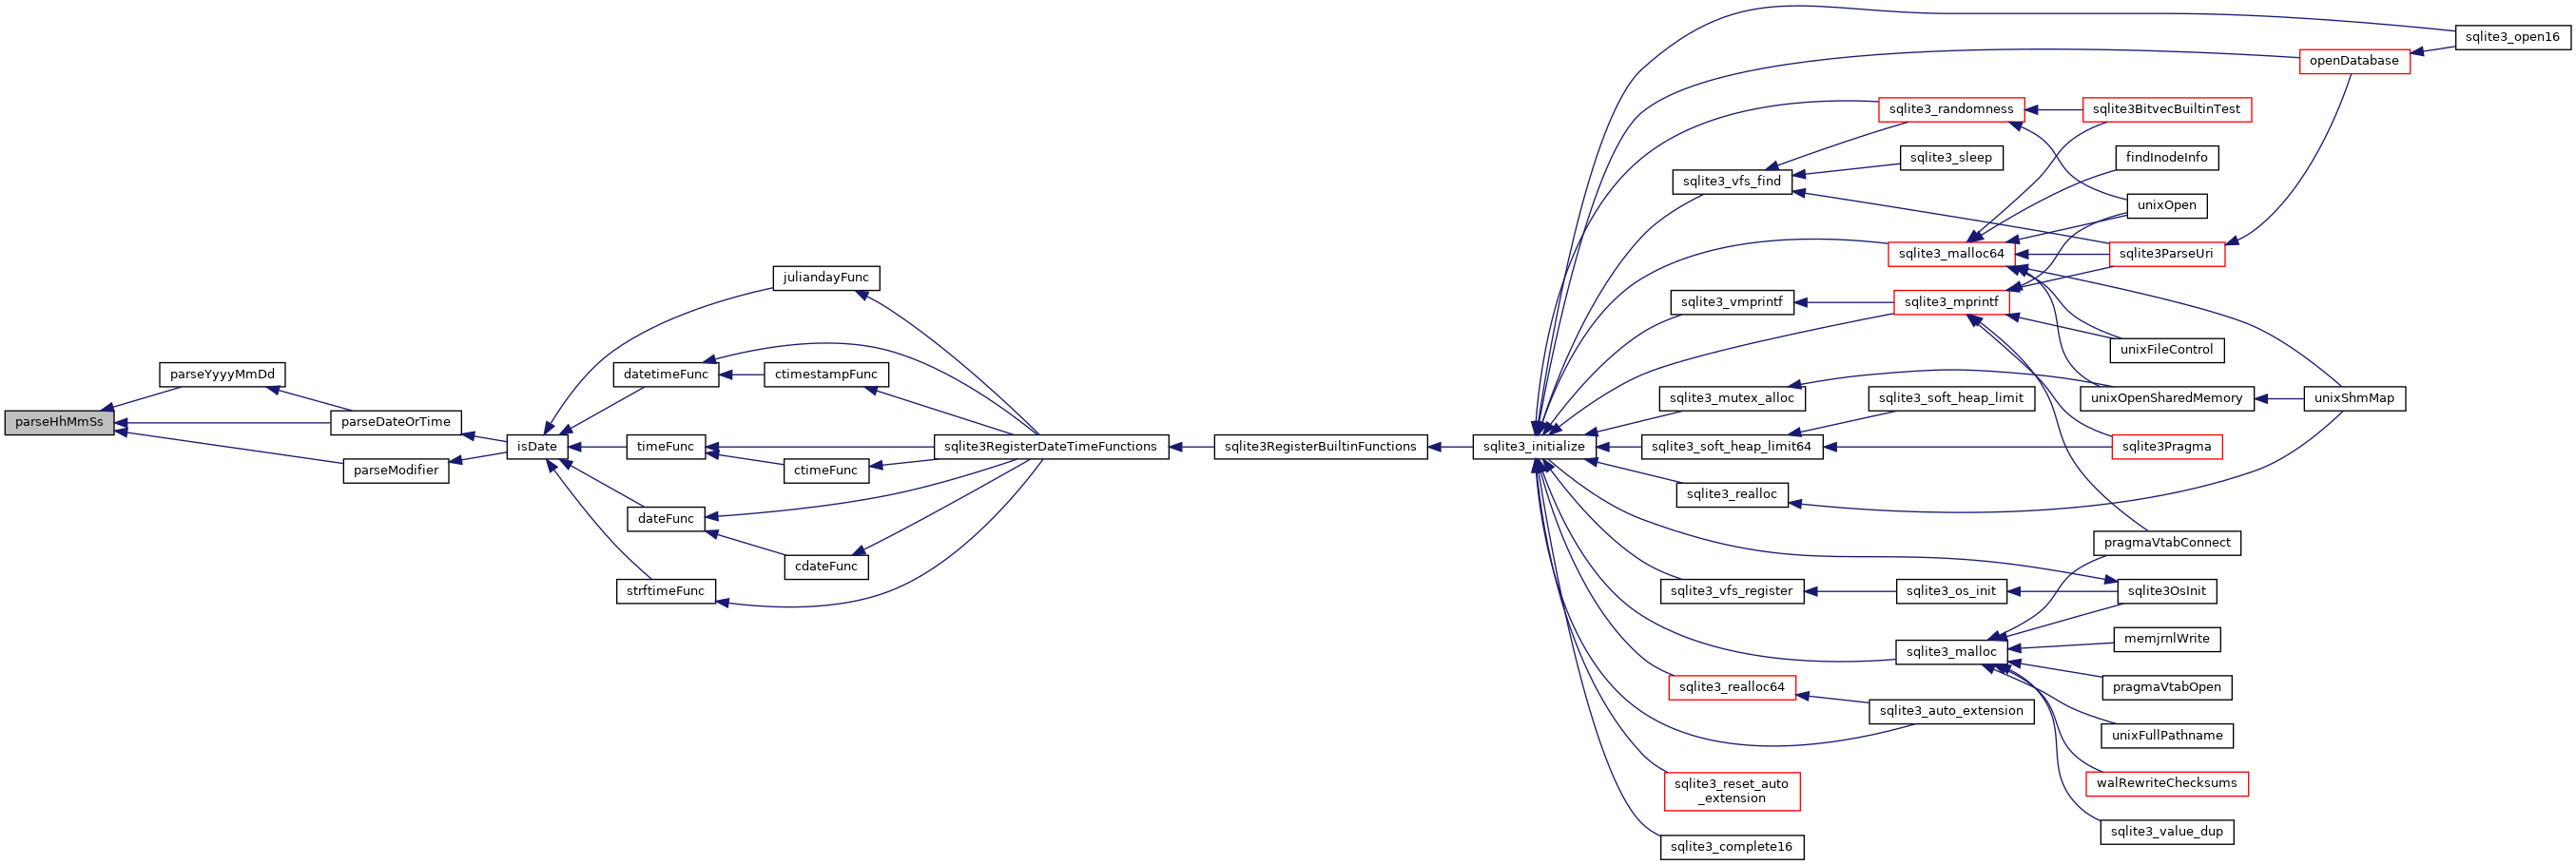 parseHhMmSs
parseYyyyMmDd
parseDateOrTime
parseModifier
isDate
juliandayFunc
datetimeFunc
timeFunc
dateFunc
strftimeFunc
ctimestampFunc
ctimeFunc
cdateFunc
sqlite3RegisterDateTimeFunctions
sqlite3RegisterBuiltinFunctions
sqlite3_initialize
sqlite3_vfs_find
sqlite3_vmprintf
sqlite3_mutex_alloc
sqlite3_soft_heap_limit64
sqlite3_realloc
sqlite3_vfs_register
sqlite3_realloc64
sqlite3_reset_auto
_extension
sqlite3_complete16
sqlite3_randomness
sqlite3_sleep
sqlite3_malloc64
sqlite3_mprintf
sqlite3_soft_heap_limit
sqlite3_os_init
sqlite3_malloc
sqlite3_auto_extension
sqlite3BitvecBuiltinTest
findInodeInfo
unixOpen
sqlite3ParseUri
unixFileControl
unixOpenSharedMemory
sqlite3Pragma
pragmaVtabConnect
sqlite3OsInit
memjrnlWrite
pragmaVtabOpen
unixFullPathname
walRewriteChecksums
sqlite3_value_dup
openDatabase
unixShmMap
sqlite3_open16